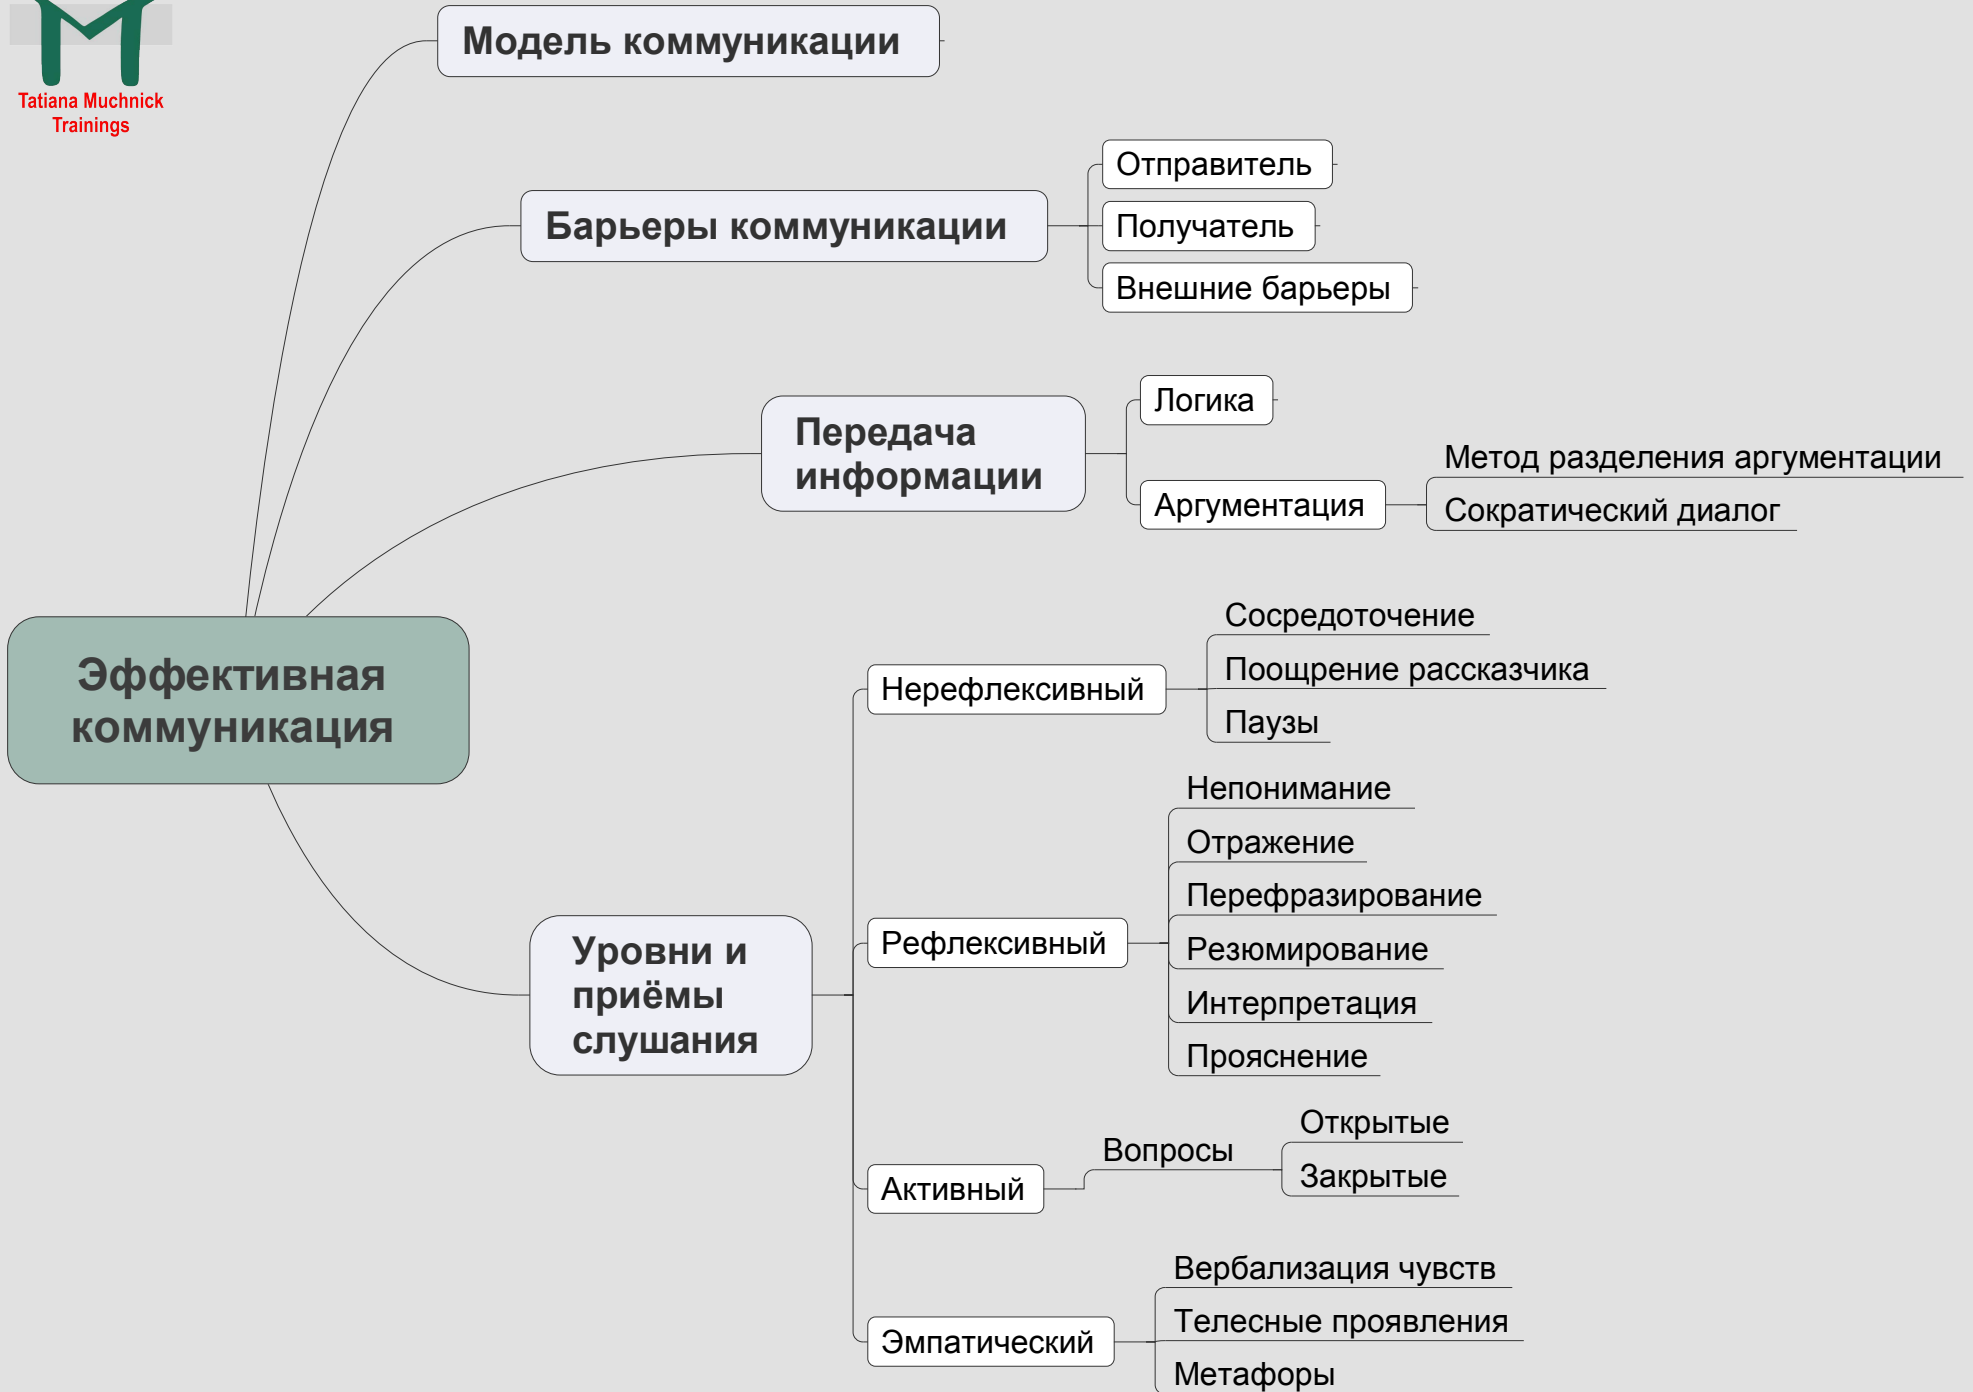 Tatiana Muchnick
Trainings
Модель коммуникации
Барьеры коммуникации
Отправитель
Получатель
Внешние барьеры
Передача
информации
Логика
Аргументация
Метод разделения аргументации
Сократический диалог
Эффективная
коммуникация
Уровни и
приёмы
слушания
Нерефлексивный
Сосредоточение
Поощрение рассказчика
Паузы
Рефлексивный
Непонимание
Отражение
Перефразирование
Резюмирование
Интерпретация
Прояснение
Активный
Вопросы
Открытые
Закрытые
Эмпатический
Вербализация чувств
Телесные проявления
Метафоры